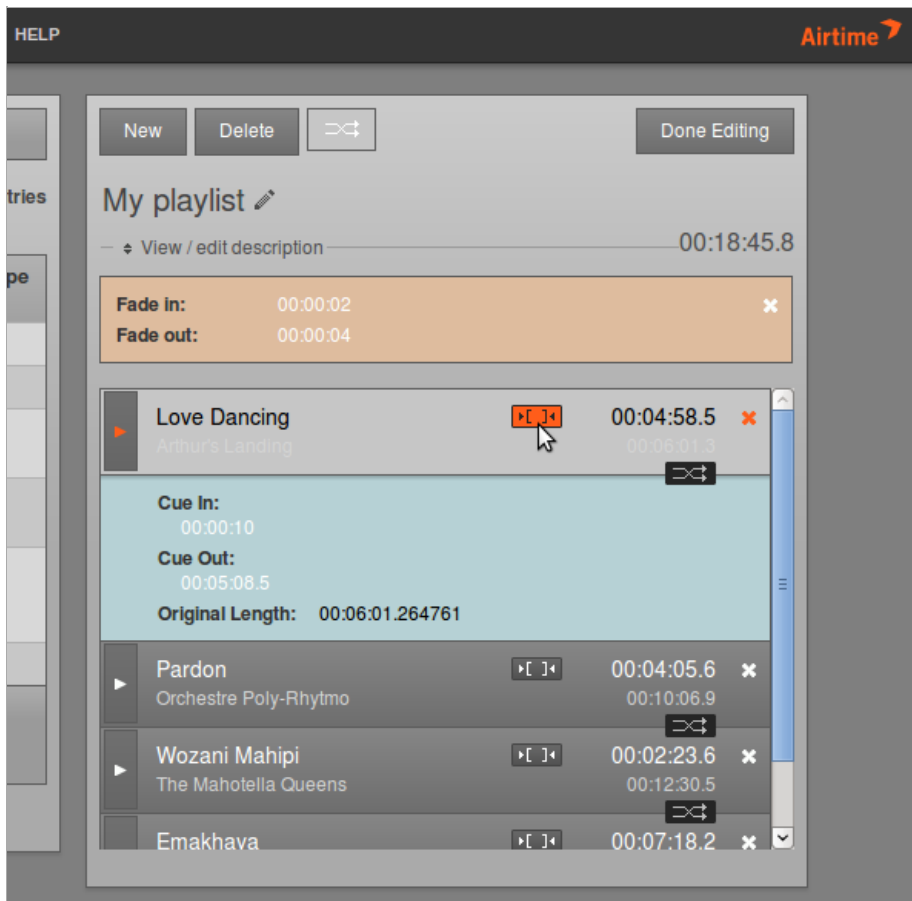 HELP
Airtime
New Delete Done Editing
tries
My playlist
View / edit description 00:18:45.8
pe
Fade in: 00:00:02
Fade out: 00:00:04
Love Dancing 00:04:58.5
Arthur's Landing 00:06:01.3
Cue In:
00:00:10
Cue Out:
00:05:08.5
Original Length: 00:06:01.264761
Pardon 00:04:05.6
Orchestre Poly-Rhytmo 00:10:06.9
Wozani Mahipi 00:02:23.6
The Mahotella Queens 00:12:30.5
Emakhaya 00:07:18.2